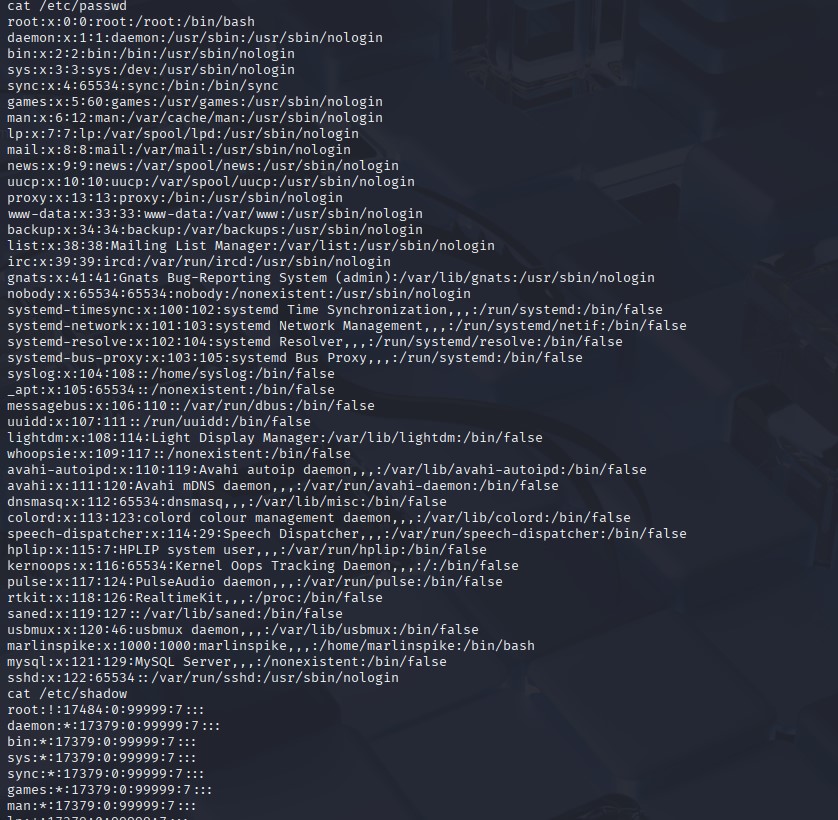 cat /etc/passwd
root:x:0:0:root:/root:/bin/bash
daemon:x:1:1:daemon:/usr/sbin:/usr/sbin/nologin
bin:x:2:2:bin:/bin:/usr/sbin/nologin
sys:x:3:3:sys:/dev:/usr/sbin/nologin
sync:x:4:65534:sync:/bin:/bin/sync
games:x:5:60:games:/usr/games:/usr/sbin/nologin
man:x:6:12:man:/var/cache/man:/usr/sbin/nologin
lp:x:7:7:lp:/var/spool/lpd:/usr/sbin/nologin
mail:x:8:8:mail:/var/mail:/usr/sbin/nologin
news:x:9:9:news:/var/spool/news:/usr/sbin/nologin
uucp:x:10:10:uucp:/var/spool/uucp:/usr/sbin/nologin
proxy:x:13:13:proxy:/bin:/usr/sbin/nologin
www-data:x:33:33:www-data:/var/www:/usr/sbin/nologin
backup:x:34:34:backup:/var/backups:/usr/sbin/nologin
list:x:38:38:Mailing List Manager:/var/list:/usr/sbin/nologin
irc:x:39:39:ircd:/var/run/ircd:/usr/sbin/nologin
gnats:x:41:41:Gnats Bug-Reporting System (admin):/var/lib/gnats:/usr/sbin/nologin
nobody:x:65534:65534:nobody:/nonexistent:/usr/sbin/nologin
systemd-timesync:x:100:102:systemd Time Synchronization,,,:/run/systemd:/bin/false
systemd-network:x:101:103:systemd Network Management,,,:/run/systemd/netif:/bin/false
systemd-resolve:x:102:104:systemd Resolver,,,:/run/systemd/resolve:/bin/false
systemd-bus-proxy:x:103:105:systemd Bus Proxy,,,:/run/systemd:/bin/false
syslog:x:104:108::/home/syslog:/bin/false
_apt:x:105:65534::/nonexistent:/bin/false
messagebus:x:106:110::/var/run/dbus:/bin/false
uuidd:x:107:111::/run/uuidd:/bin/false
lightdm:x:108:114:Light Display Manager:/var/lib/lightdm:/bin/false
whoopsie:x:109:117::/nonexistent:/bin/false
avahi-autoipd:x:110:119:Avahi autoip daemon,,,:/var/lib/avahi-autoipd:/bin/false
avahi:x:111:120:Avahi mDNS daemon,,,:/var/run/avahi-daemon:/bin/false
dnsmasq:x:112:65534:dnsmasq,,,:/var/lib/misc:/bin/false
colord:x:113:123:colord colour management daemon,,,:/var/lib/colord:/bin/false
speech-dispatcher:x:114:29:Speech Dispatcher,,,:/var/run/speech-dispatcher:/bin/false
hplip:x:115:7:HPLIP system user,,,:/var/run/hplip:/bin/false
kernoops:x:116:65534:Kernel Oops Tracking Daemon,,,:/:/bin/false
pulse:x:117:124:PulseAudio daemon,,,:/var/run/pulse:/bin/false
rtkit:x:118:126:RealtimeKit,,,:/proc:/bin/false
saned:x:119:127::/var/lib/saned:/bin/false
usbmux:x:120:46:usbmux daemon,,,:/var/lib/usbmux:/bin/false
marlinspike:x:1000:1000:marlinspike,,,:/home/marlinspike:/bin/bash
mysql:x:121:129:MySQL Server,,,:/nonexistent:/bin/false
sshd:x:122:65534::/var/run/sshd:/usr/sbin/nologin
cat /etc/shadow
root:!:17484:0:99999:7:::
daemon:*:17379:0:99999:7:::
bin:*:17379:0:99999:7:::
sys:*:17379:0:99999:7:::
sync:*:17379:0:99999:7:::
games:*:17379:0:99999:7:::
man:*:17379:0:99999:7:::